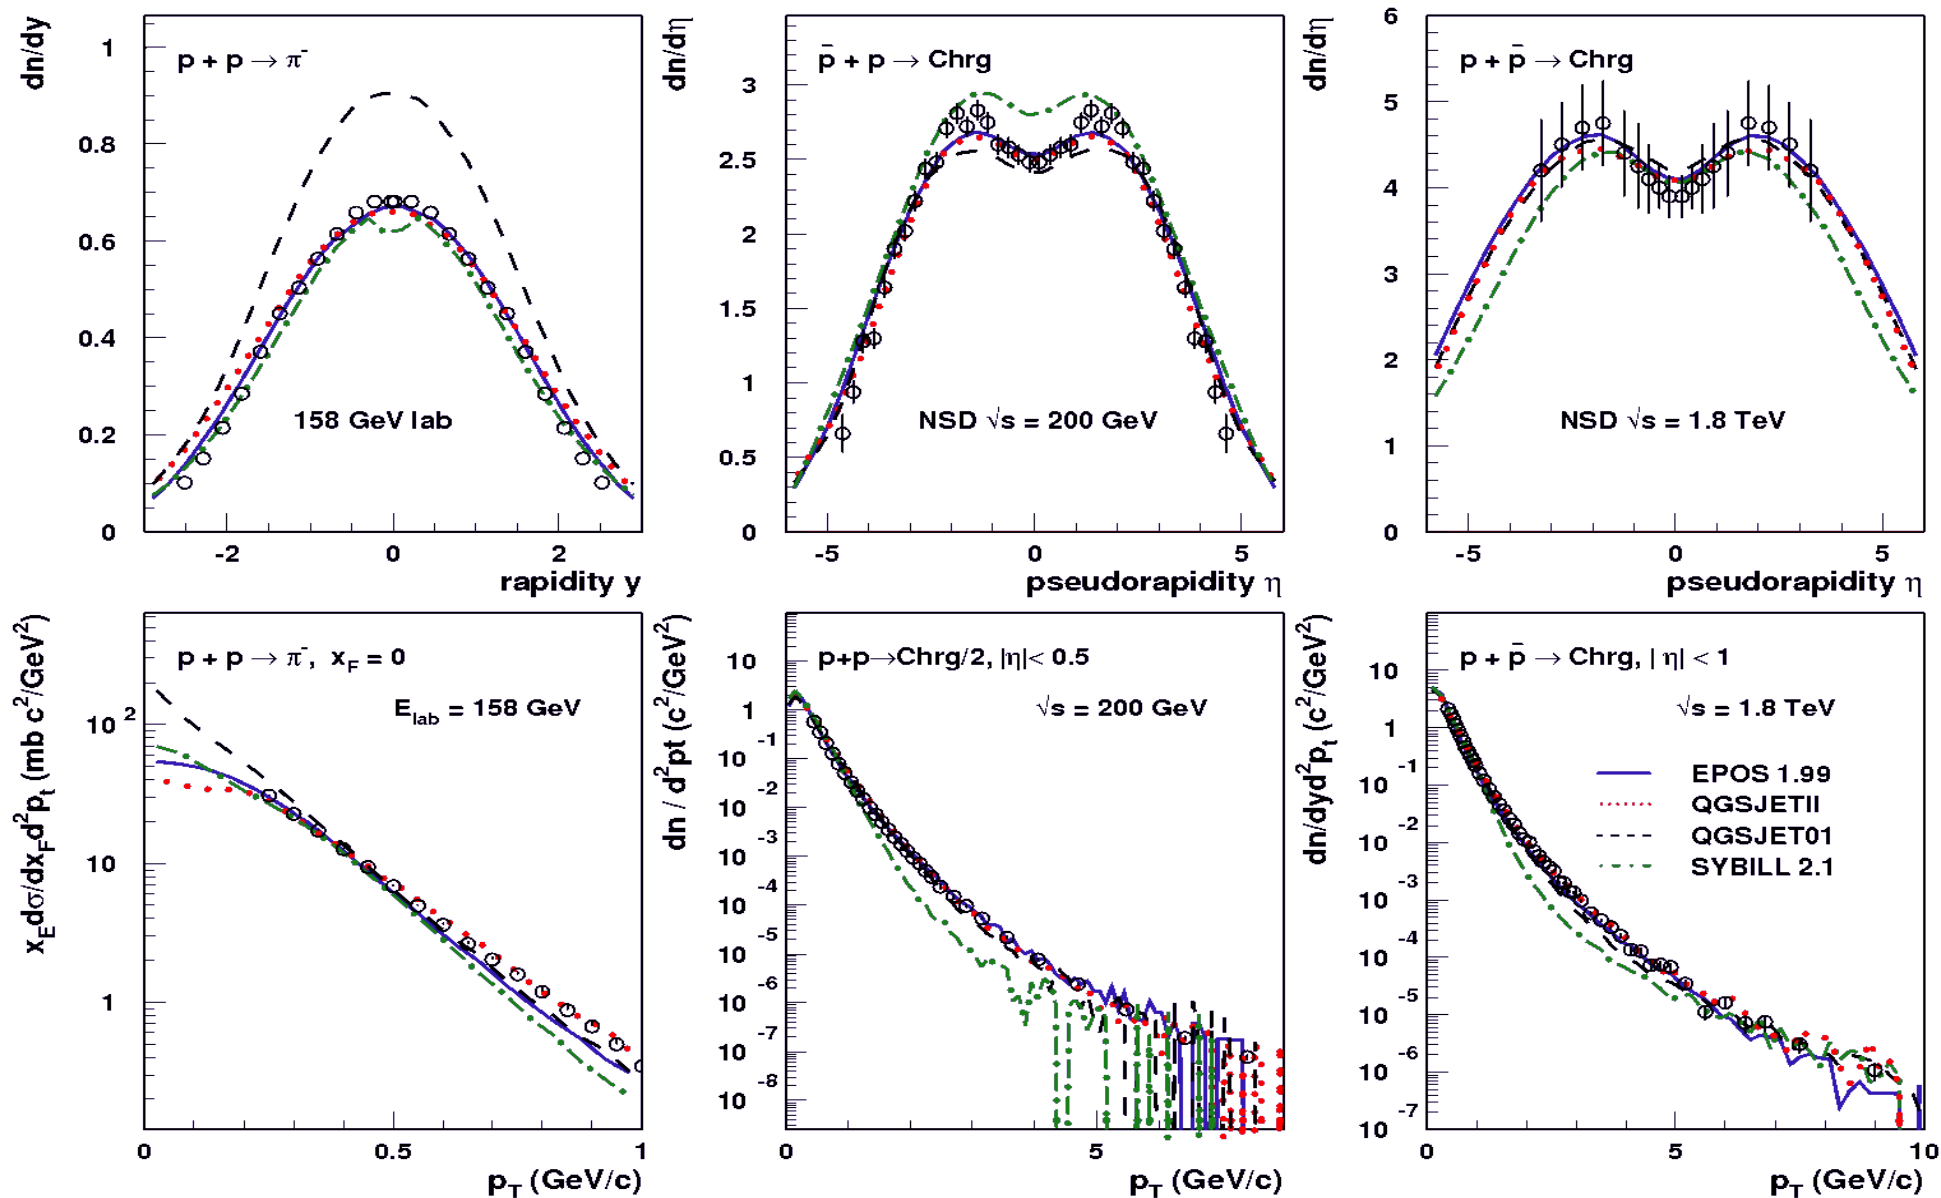 dn/dy
p + p → π⁻
1
0.8
0.6
0.4
0.2
0
158 GeV lab
-2
0
2
rapidity y
dn/dη
p̄ + p → Chrg
3
2.5
2
1.5
1
0.5
0
NSD √s = 200 GeV
-5
0
5
pseudorapidity η
dn/dη
p + p̄ → Chrg
6
5
4
3
2
1
0
NSD √s = 1.8 TeV
-5
0
5
pseudorapidity η
x_E dσ/dx_F d²p_t (mb c²/GeV²)
p + p → π⁻, x_F = 0
E_lab = 158 GeV
10²
10
1
0
0.5
1
p_T (GeV/c)
dn / d²pt (c²/GeV²)
p+p→Chrg/2, |η|< 0.5
√s = 200 GeV
10
1
10⁻¹
10⁻²
10⁻³
10⁻⁴
10⁻⁵
10⁻⁶
10⁻⁷
10⁻⁸
0
5
p_T (GeV/c)
dn/dyd²p_t (c²/GeV²)
p + p̄ → Chrg, | η| < 1
√s = 1.8 TeV
EPOS 1.99
QGSJETII
QGSJET01
SYBILL 2.1
10
1
10⁻¹
10⁻²
10⁻³
10⁻⁴
10⁻⁵
10⁻⁶
10⁻⁷
0
5
10
p_T (GeV/c)